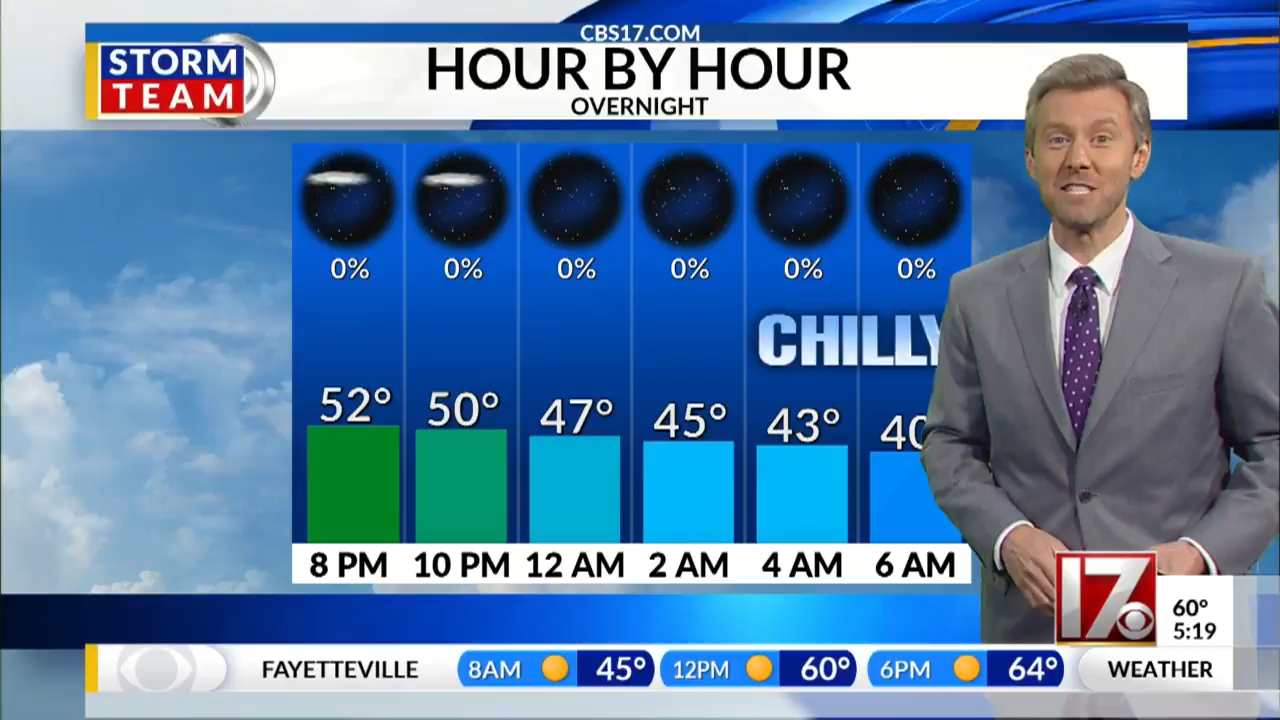 CBS17.COM
STORM
TEAM
HOUR BY HOUR
OVERNIGHT
0% 0% 0% 0% 0% 0%
CHILLY
52° 50° 47° 45° 43° 40
8 PM 10 PM 12 AM 2 AM 4 AM 6 AM
17
60°
5:19
FAYETTEVILLE 8AM 45° 12PM 60° 6PM 64° WEATHER